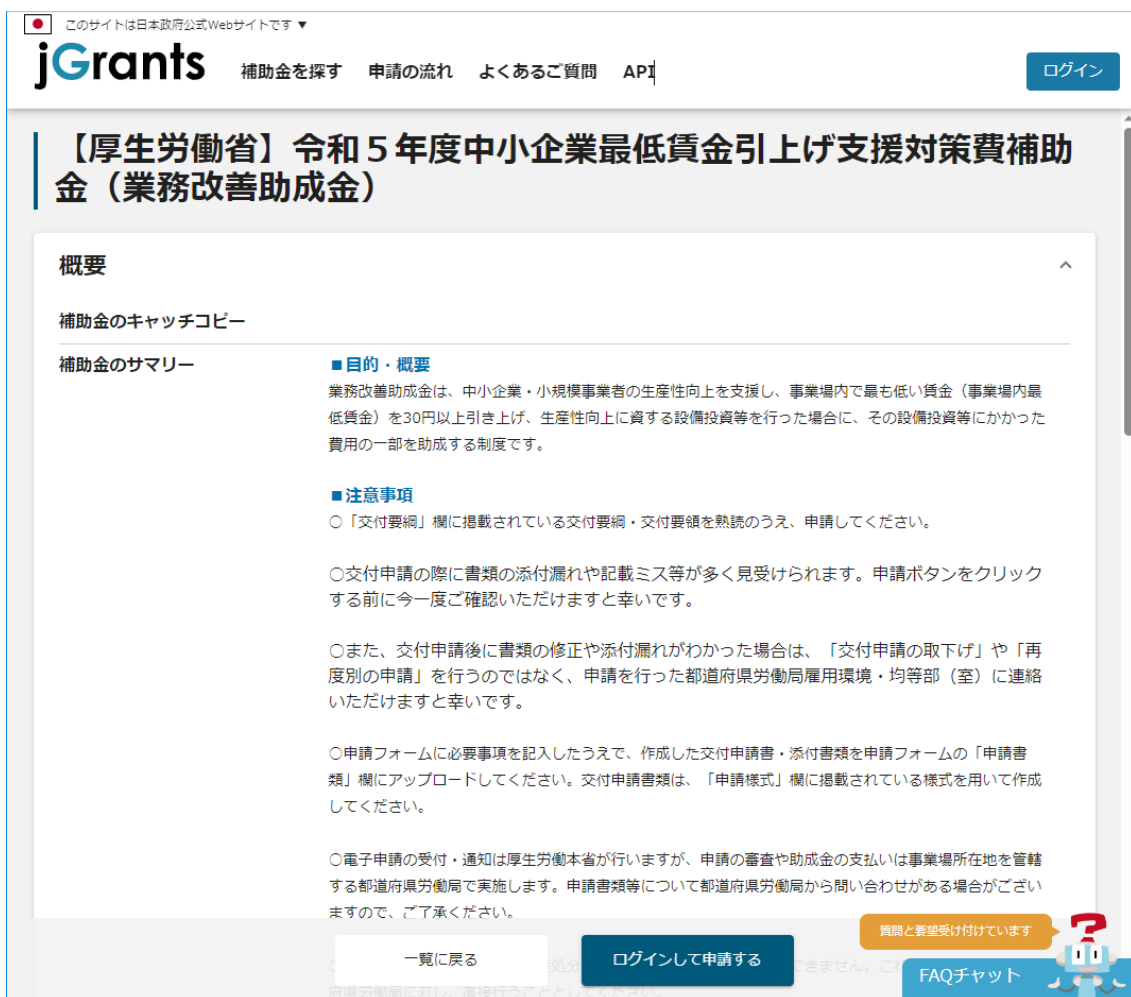 このサイトは日本政府公式Webサイトです ▼
jGrants
補助金を探す 申請の流れ よくあるご質問 API
ログイン
【厚生労働省】令和５年度中小企業最低賃金引上げ支援対策費補助
金（業務改善助成金）
概要
補助金のキャッチコピー
補助金のサマリー
■目的・概要
業務改善助成金は、中小企業・小規模事業者の生産性向上を支援し、事業場内で最も低い賃金（事業場内最
低賃金）を30円以上引き上げ、生産性向上に資する設備投資等を行った場合に、その設備投資等にかかった
費用の一部を助成する制度です。
■注意事項
○「交付要綱」欄に掲載されている交付要綱・交付要領を熟読のうえ、申請してください。
○交付申請の際に書類の添付漏れや記載ミス等が多く見受けられます。申請ボタンをクリック
する前に今一度ご確認いただけますと幸いです。
○また、交付申請後に書類の修正や添付漏れがわかった場合は、「交付申請の取下げ」や「再
度別の申請」を行うのではなく、申請を行った都道府県労働局雇用環境・均等部（室）に連絡
いただけますと幸いです。
○申請フォームに必要事項を記入したうえで、作成した交付申請書・添付書類を申請フォームの「申請書
類」欄にアップロードしてください。交付申請書類は、「申請様式」欄に掲載されている様式を用いて作成
してください。
○電子申請の受付・通知は厚生労働本省が行いますが、申請の審査や助成金の支払いは事業場所在地を管轄
する都道府県労働局で実施します。申請書類等について都道府県労働局から問い合わせがある場合がござい
ますので、ご了承ください。
質問と要望受け付けています
一覧に戻る
ログインして申請する
処分
できません。これ
FAQチャット
府県労働局に対し、直接行うこととしてください。